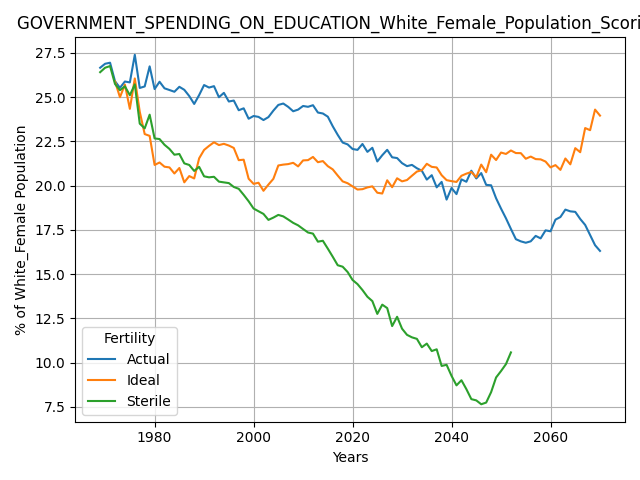 GOVERNMENT_SPENDING_ON_EDUCATION_White_Female_Population_Scori
% of White_Female Population
27.5
25.0
22.5
20.0
17.5
15.0
12.5
10.0
7.5
Fertility
Actual
Ideal
Sterile
1980 2000 2020 2040 2060
Years